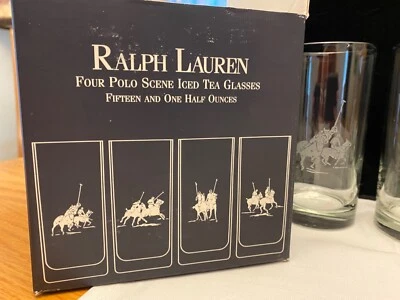 RALPH LAUREN
FOUR POLO SCENE ICED TEA GLASSES
FIFTEEN AND ONE HALF OUNCES